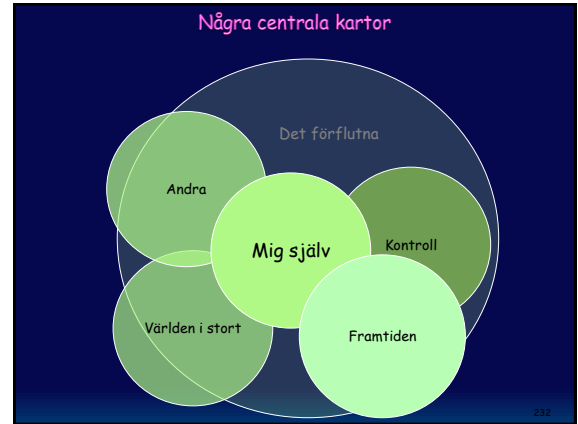 Några centrala kartor
Det förflutna
Andra
Mig själv
Kontroll
Världen i stort
Framtiden
232